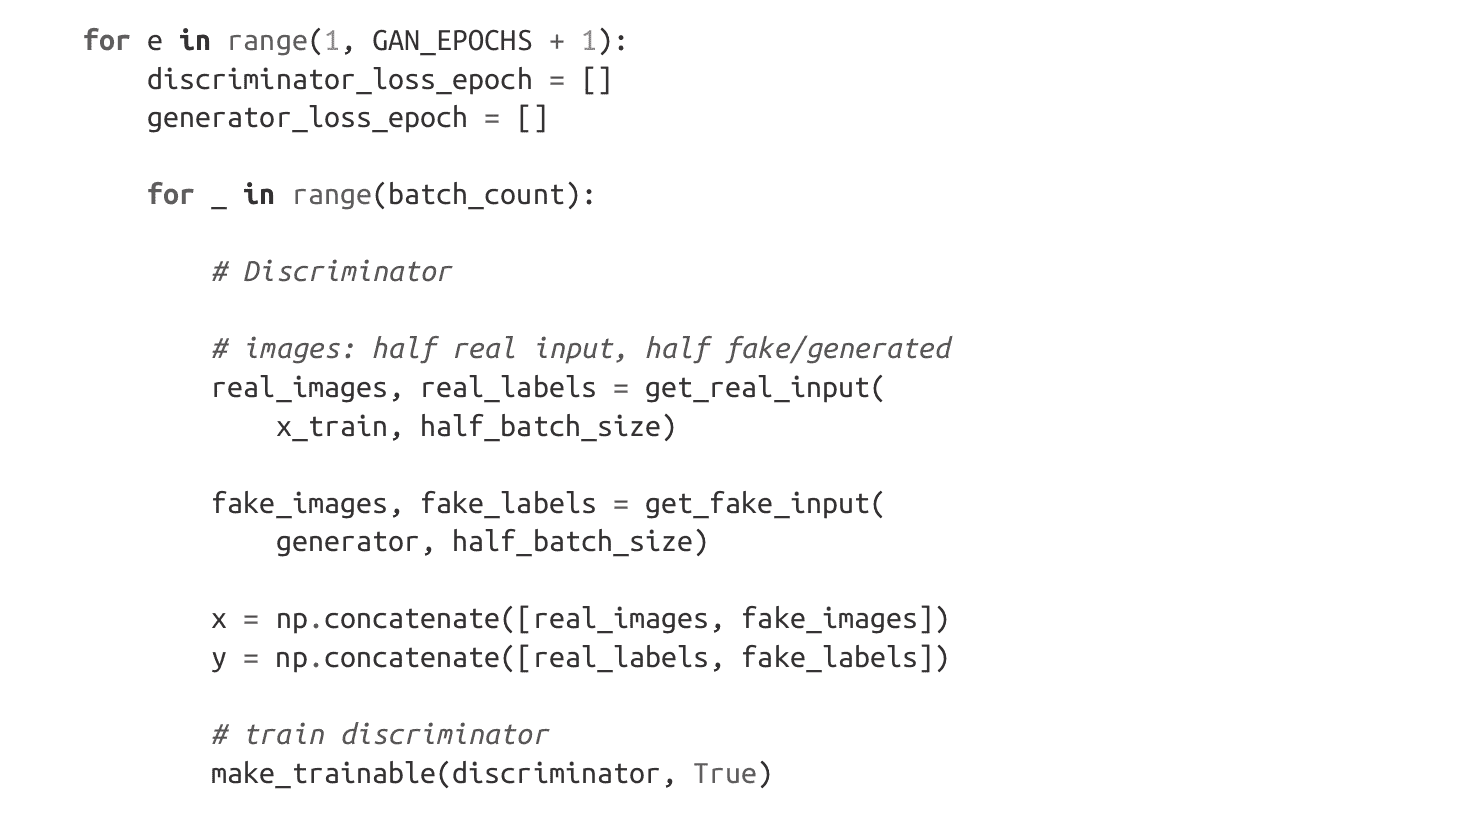 for e in range(1, GAN_EPOCHS + 1):
    discriminator_loss_epoch = []
    generator_loss_epoch = []

    for _ in range(batch_count):

        # Discriminator

        # images: half real input, half fake/generated
        real_images, real_labels = get_real_input(
            x_train, half_batch_size)

        fake_images, fake_labels = get_fake_input(
            generator, half_batch_size)

        x = np.concatenate([real_images, fake_images])
        y = np.concatenate([real_labels, fake_labels])

        # train discriminator
        make_trainable(discriminator, True)